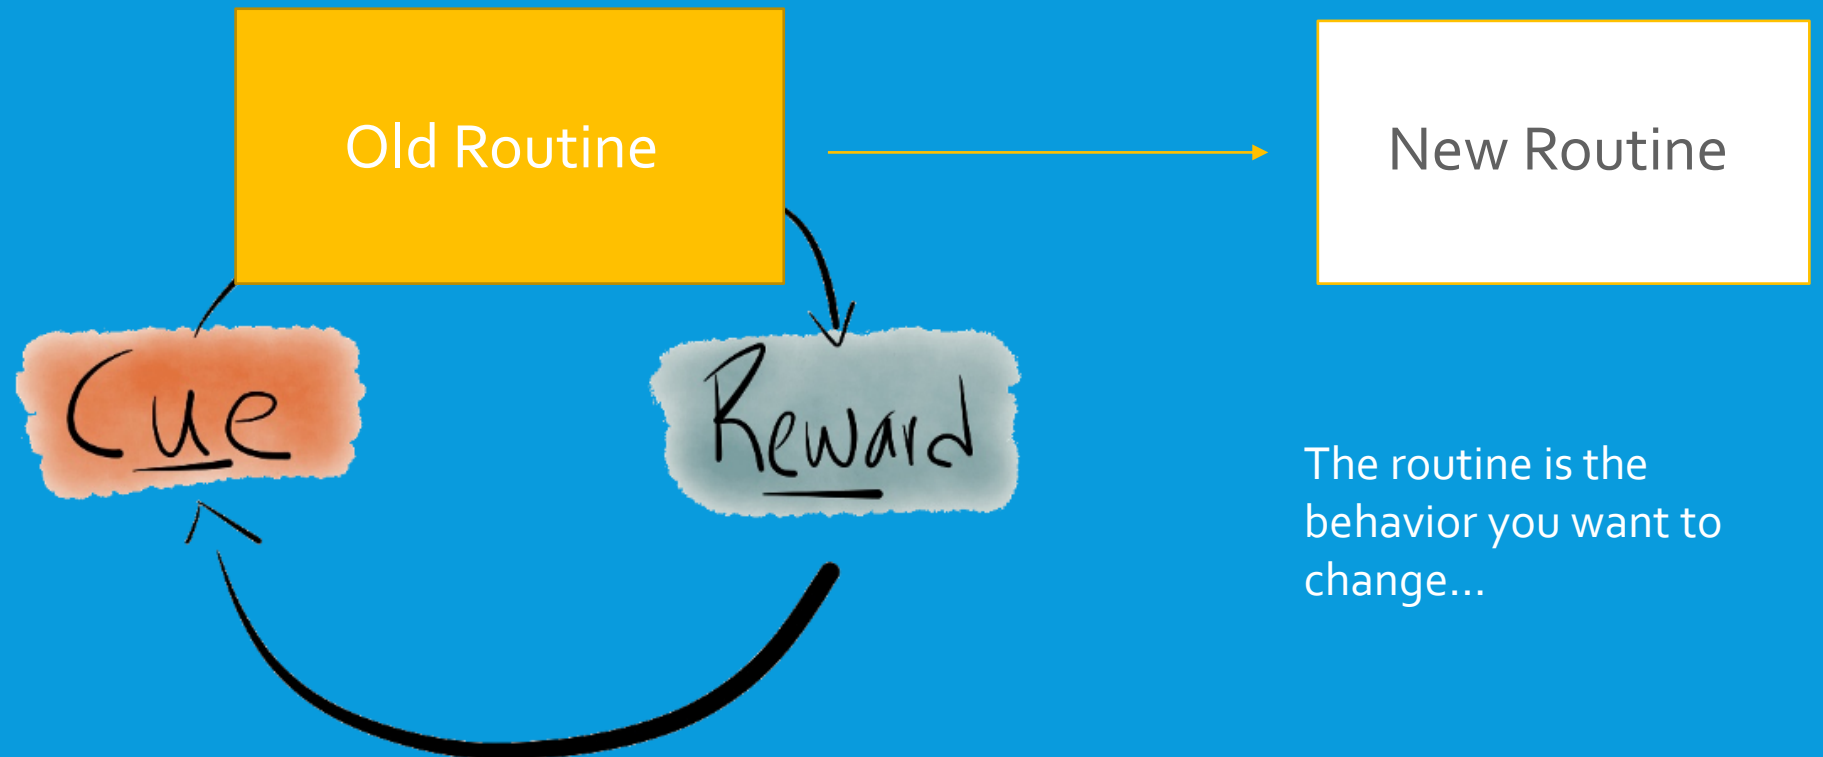 Old Routine
New Routine
Cue
Reward
The routine is the
behavior you want to
change...